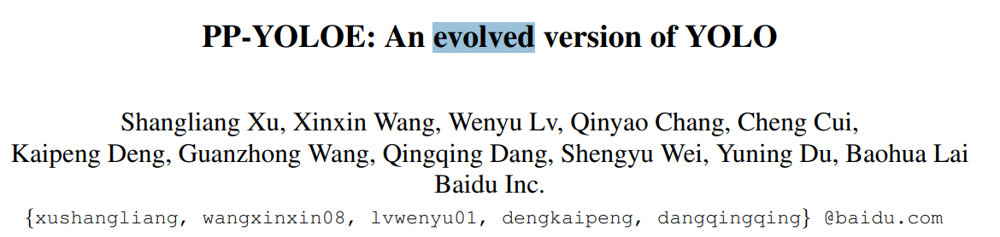 PP-YOLOE: An evolved version of YOLO
Shangliang Xu, Xinxin Wang, Wenyu Lv, Qinyao Chang, Cheng Cui,
Kaipeng Deng, Guanzhong Wang, Qingqing Dang, Shengyu Wei, Yuning Du, Baohua Lai
Baidu Inc.
{xushangliang, wangxinxin08, lvwenyu01, dengkaipeng, dangqingqing} @baidu.com